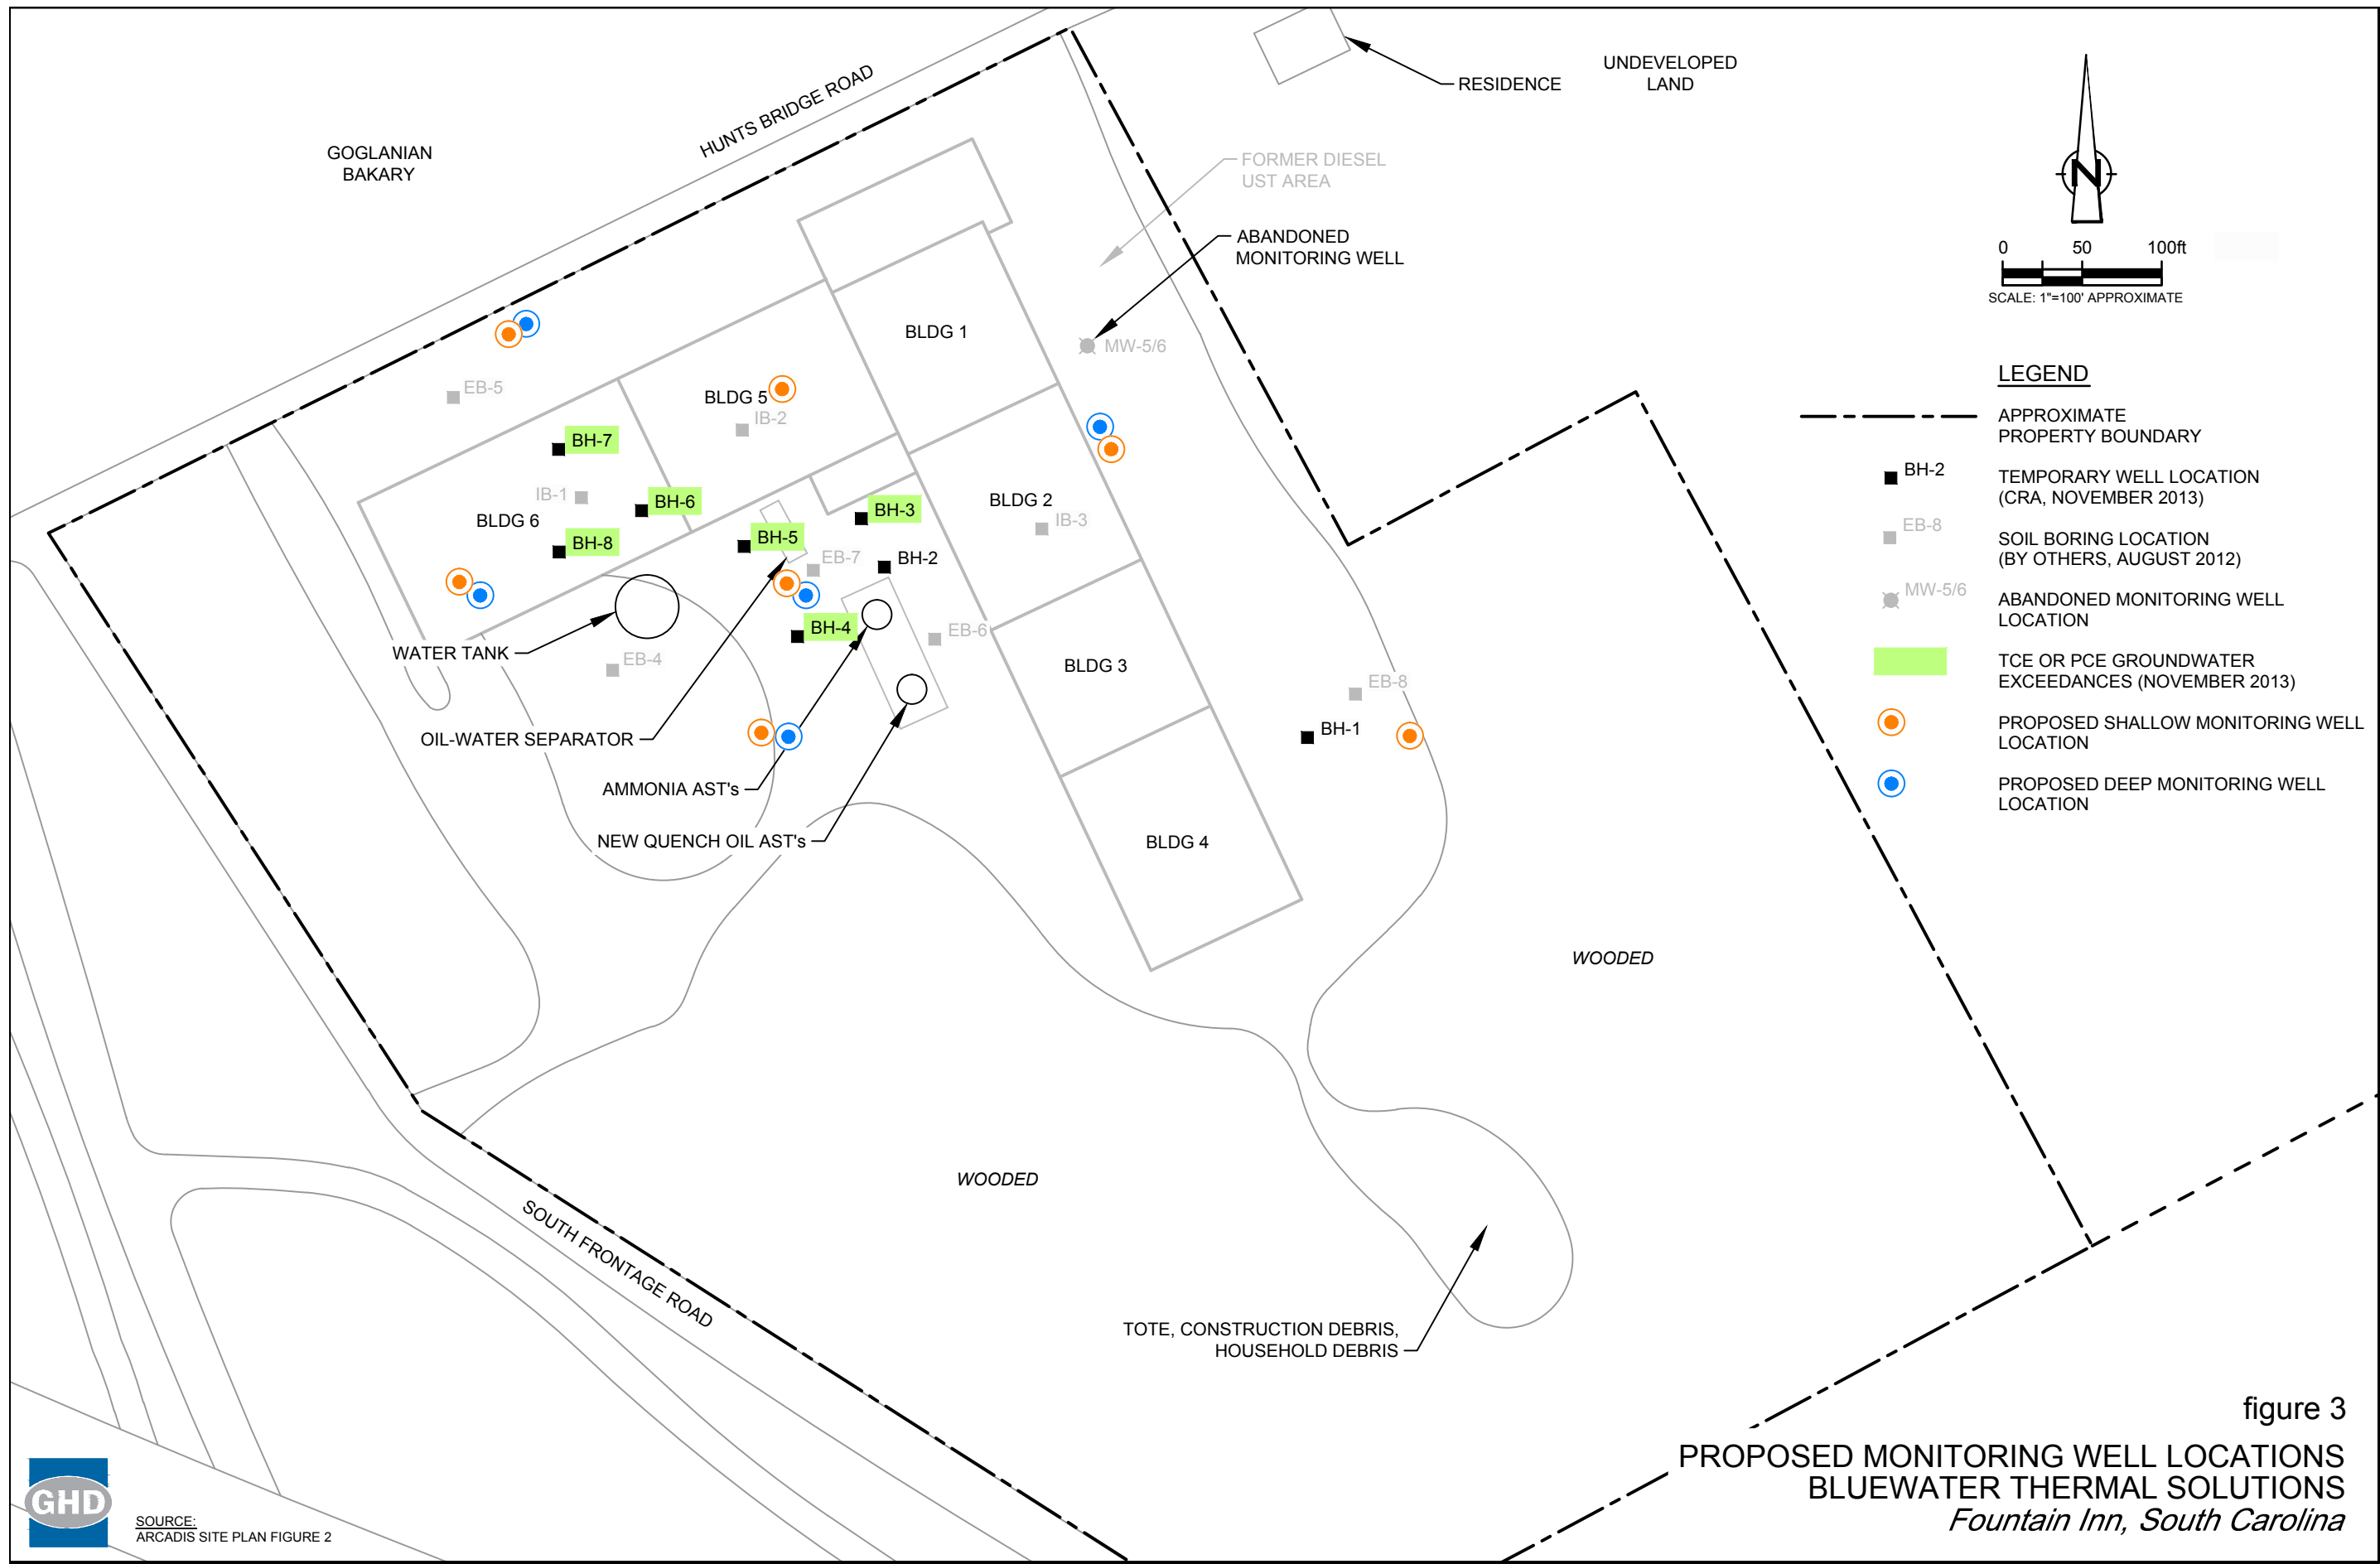 HUNTS BRIDGE ROAD
GOGLANIAN
BAKARY
RESIDENCE
UNDEVELOPED
LAND
FORMER DIESEL
UST AREA
ABANDONED
MONITORING WELL
MW-5/6
BLDG 1
EB-5
BLDG 5
IB-2
BH-7
IB-1
BH-6
BLDG 6
BH-8
BH-3
BH-5
EB-7
BH-2
BLDG 2
IB-3
BH-4
EB-6
WATER TANK
EB-4
BLDG 3
EB-8
BH-1
OIL-WATER SEPARATOR
AMMONIA AST's
NEW QUENCH OIL AST's
BLDG 4
WOODED
WOODED
SOUTH FRONTAGE ROAD
TOTE, CONSTRUCTION DEBRIS,
HOUSEHOLD DEBRIS
N
0 50 100ft
SCALE: 1"=100' APPROXIMATE
LEGEND
APPROXIMATE
PROPERTY BOUNDARY
BH-2
TEMPORARY WELL LOCATION
(CRA, NOVEMBER 2013)
EB-8
SOIL BORING LOCATION
(BY OTHERS, AUGUST 2012)
MW-5/6
ABANDONED MONITORING WELL
LOCATION
TCE OR PCE GROUNDWATER
EXCEEDANCES (NOVEMBER 2013)
PROPOSED SHALLOW MONITORING WELL
LOCATION
PROPOSED DEEP MONITORING WELL
LOCATION
figure 3
PROPOSED MONITORING WELL LOCATIONS
BLUEWATER THERMAL SOLUTIONS
Fountain Inn, South Carolina
GHD
SOURCE:
ARCADIS SITE PLAN FIGURE 2